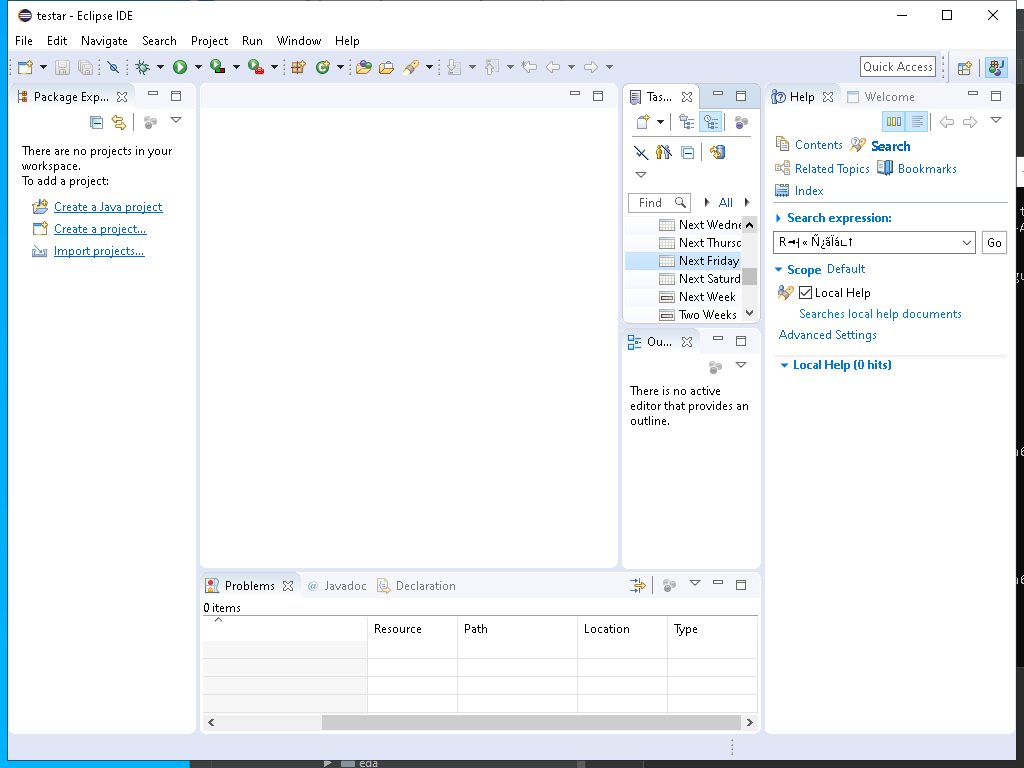 testar - Eclipse IDE
File Edit Navigate Search Project Run Window Help
Quick Access
Package Exp...
There are no projects in your
workspace.
To add a project:
Create a Java project
Create a project...
Import projects...
Tas...
Find
All
Next Wedne
Next Thursd
Next Friday
Next Saturd
Next Week
Two Weeks
Ou...
There is no active
editor that provides an
outline.
Help Welcome
Contents Search
Related Topics Bookmarks
Index
Search expression:
Go
Scope Default
Local Help
Searches local help documents
Advanced Settings
Local Help (0 hits)
Problems @ Javadoc Declaration
0 items
Resource Path Location Type
eda